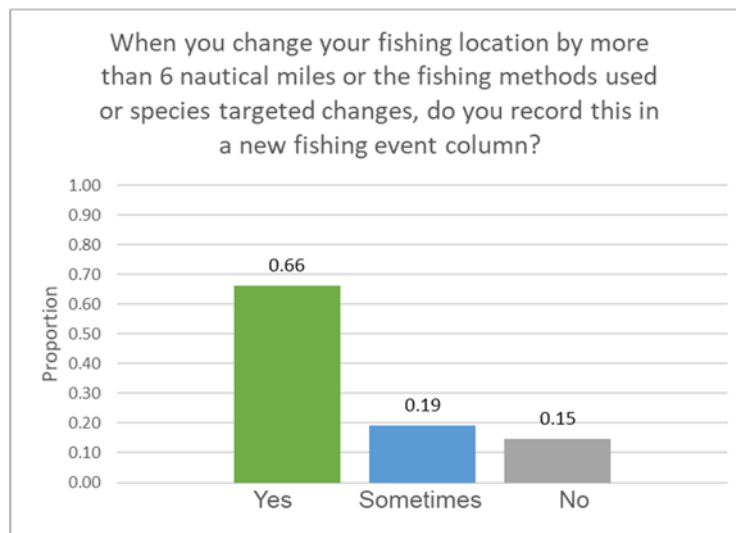 When you change your fishing location by more
than 6 nautical miles or the fishing methods used
or species targeted changes, do you record this in
a new fishing event column?
1.00
0.90
0.80
0.70
0.60
0.50
0.40
0.30
0.20
0.10
0.00
Proportion
0.66
0.19
0.15
Yes Sometimes No